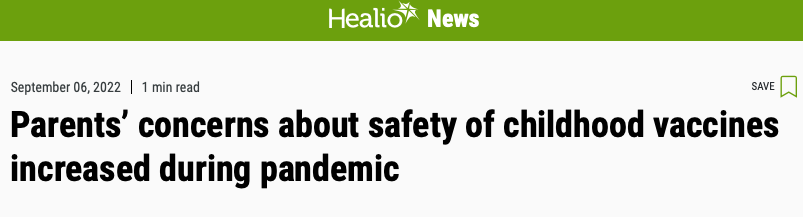 Healio News
September 06, 2022 | 1 min read
SAVE
Parents’ concerns about safety of childhood vaccines
increased during pandemic